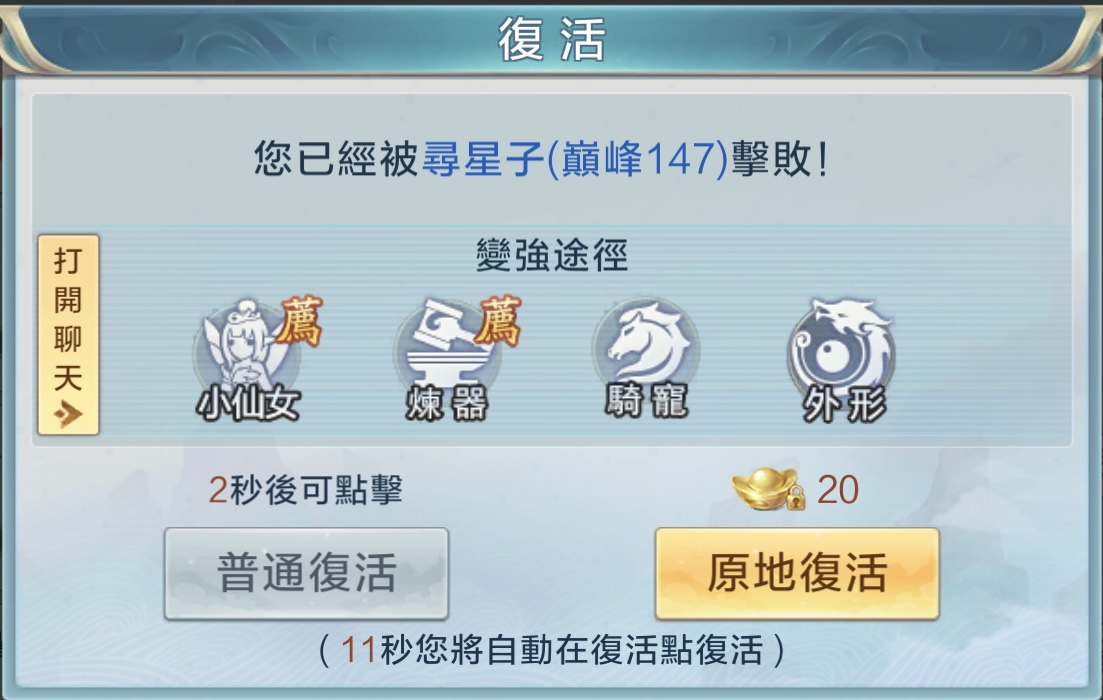 復活
您已經被尋星子(巔峰147)擊敗!
變強途徑
打開聊天
薦
薦
小仙女
煉器
騎寵
外形
2秒後可點擊
20
普通復活
原地復活
(11秒您將自動在復活點復活)